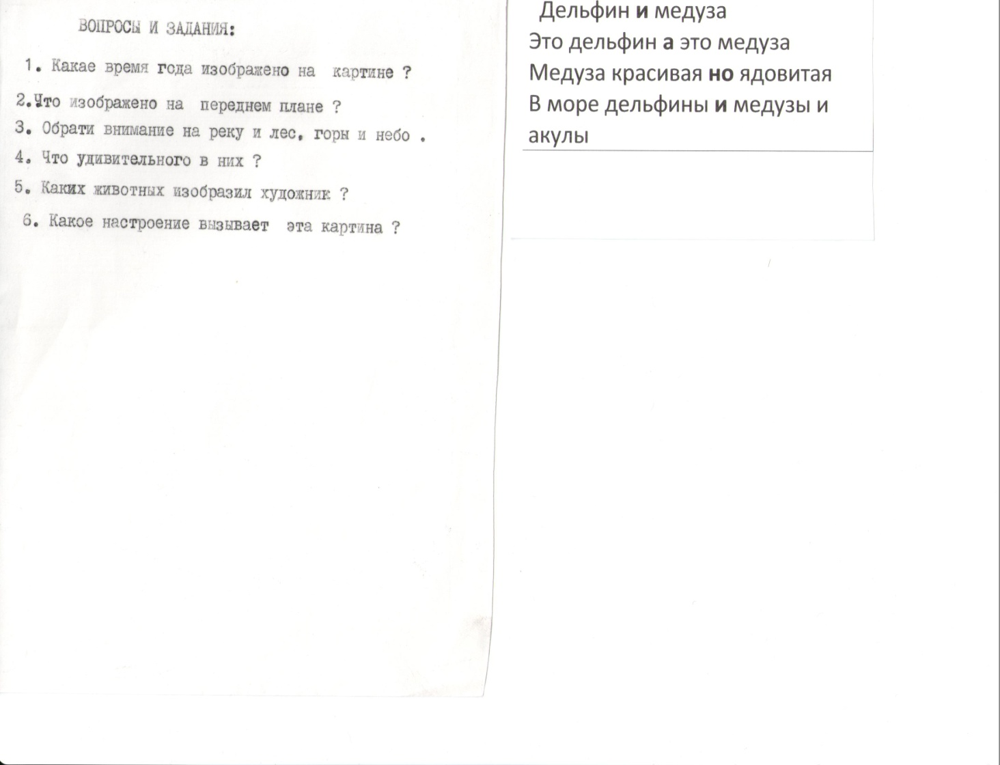 ВОПРОСЫ И ЗАДАНИЯ:
1. Какае время года изображено на картине ?
2.Что изображено на переднем плане ?
3. Обрати внимание на реку и лес, горы и небо .
4. Что удивительного в них ?
5. Каких животных изобразил художник ?
6. Какое настроение вызывает эта картина ?
Дельфин и медуза
Это дельфин а это медуза
Медуза красивая но ядовитая
В море дельфины и медузы и
акулы